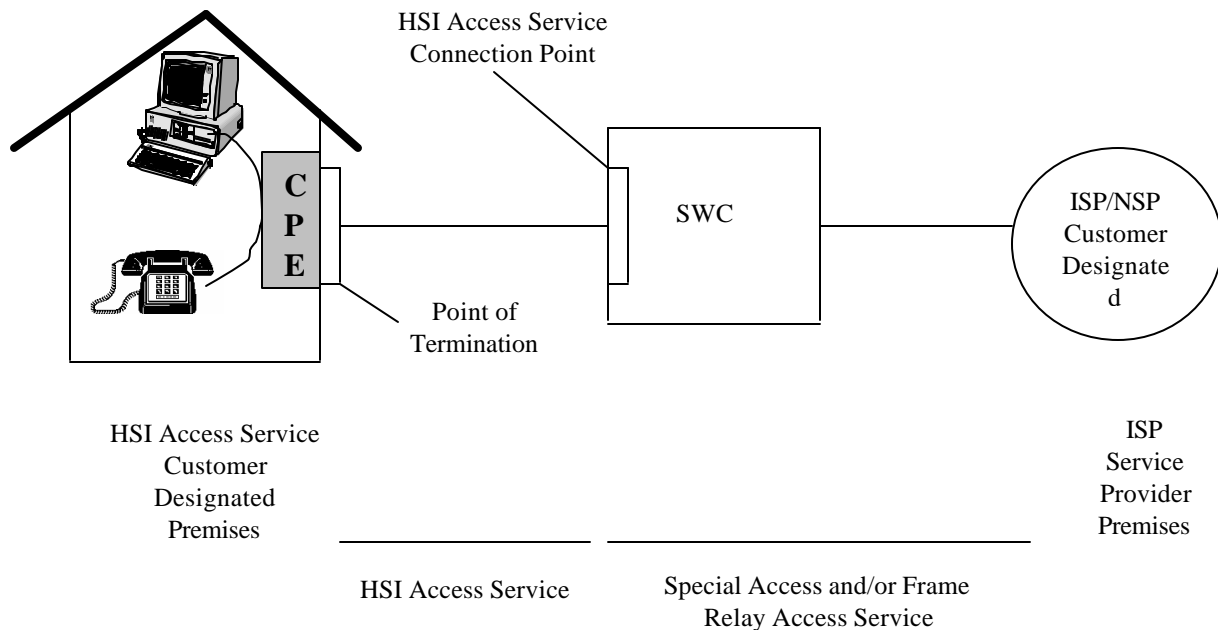 HSI Access Service
Connection Point
C
P
E
SWC
ISP/NSP
Customer
Designate
d
Point of
Termination
HSI Access Service
Customer
Designated
Premises
ISP
Service
Provider
Premises
HSI Access Service
Special Access and/or Frame
Relay Access Service